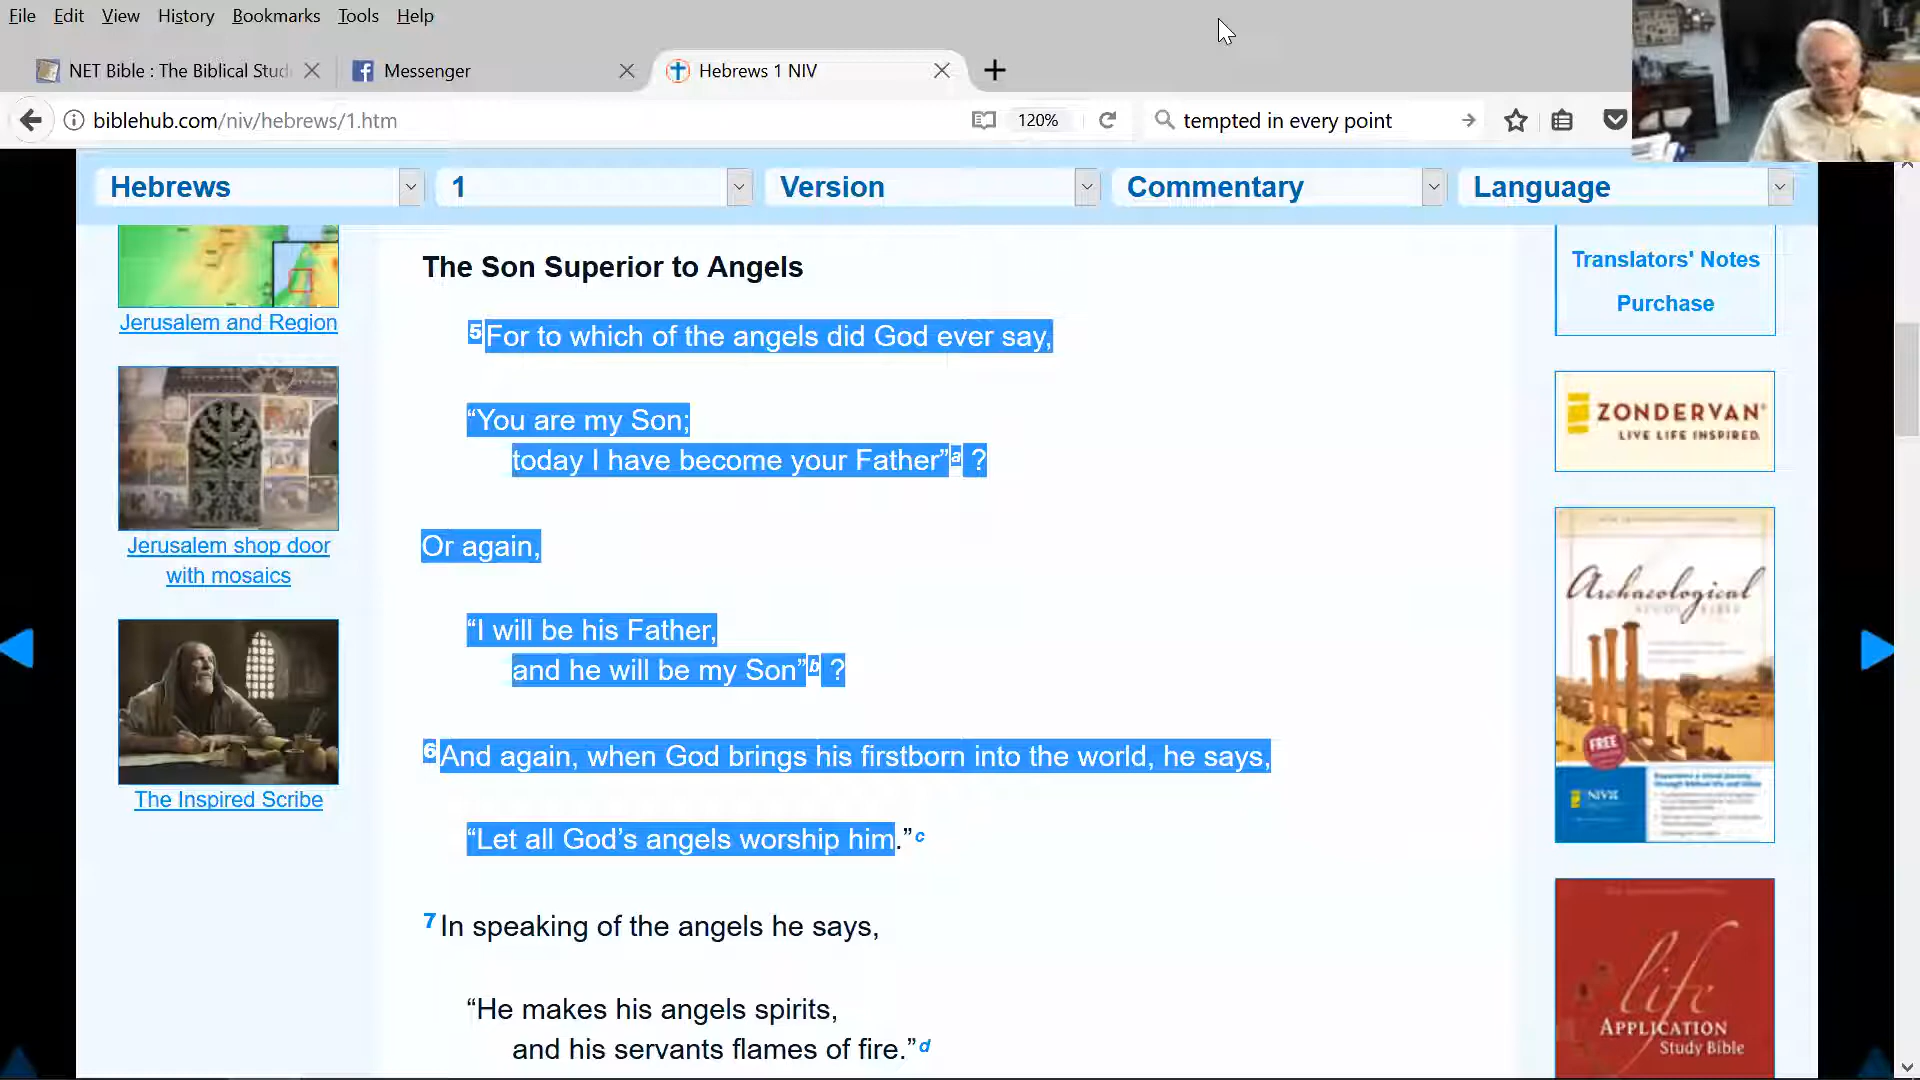 File Edit View History Bookmarks Tools Help
NET Bible : The Biblical Stud
Messenger
Hebrews 1 NIV
biblehub.com/niv/hebrews/1.htm
120%
tempted in every point
Hebrews
1
Version
Commentary
Language
Jerusalem and Region
Jerusalem shop door
with mosaics
The Inspired Scribe
The Son Superior to Angels
5For to which of the angels did God ever say,
“You are my Son;
today I have become your Father”a ?
Or again,
“I will be his Father,
and he will be my Son”b ?
6And again, when God brings his firstborn into the world, he says,
“Let all God’s angels worship him.”c
7In speaking of the angels he says,
“He makes his angels spirits,
and his servants flames of fire.”d
Translators' Notes
Purchase
ZONDERVAN®
LIVE LIFE INSPIRED.
Archaeological
STUDY BIBLE
FREE
NIV
life
APPLICATION
Study Bible